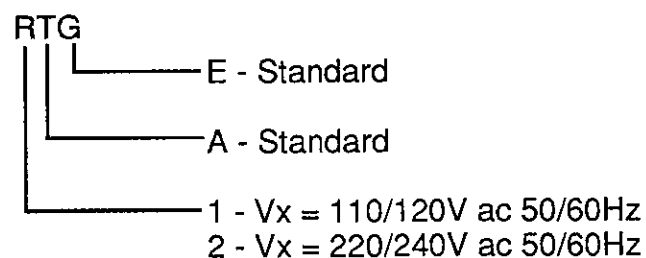 RTG
E - Standard
A - Standard
1 - Vx = 110/120V ac 50/60Hz
2 - Vx = 220/240V ac 50/60Hz